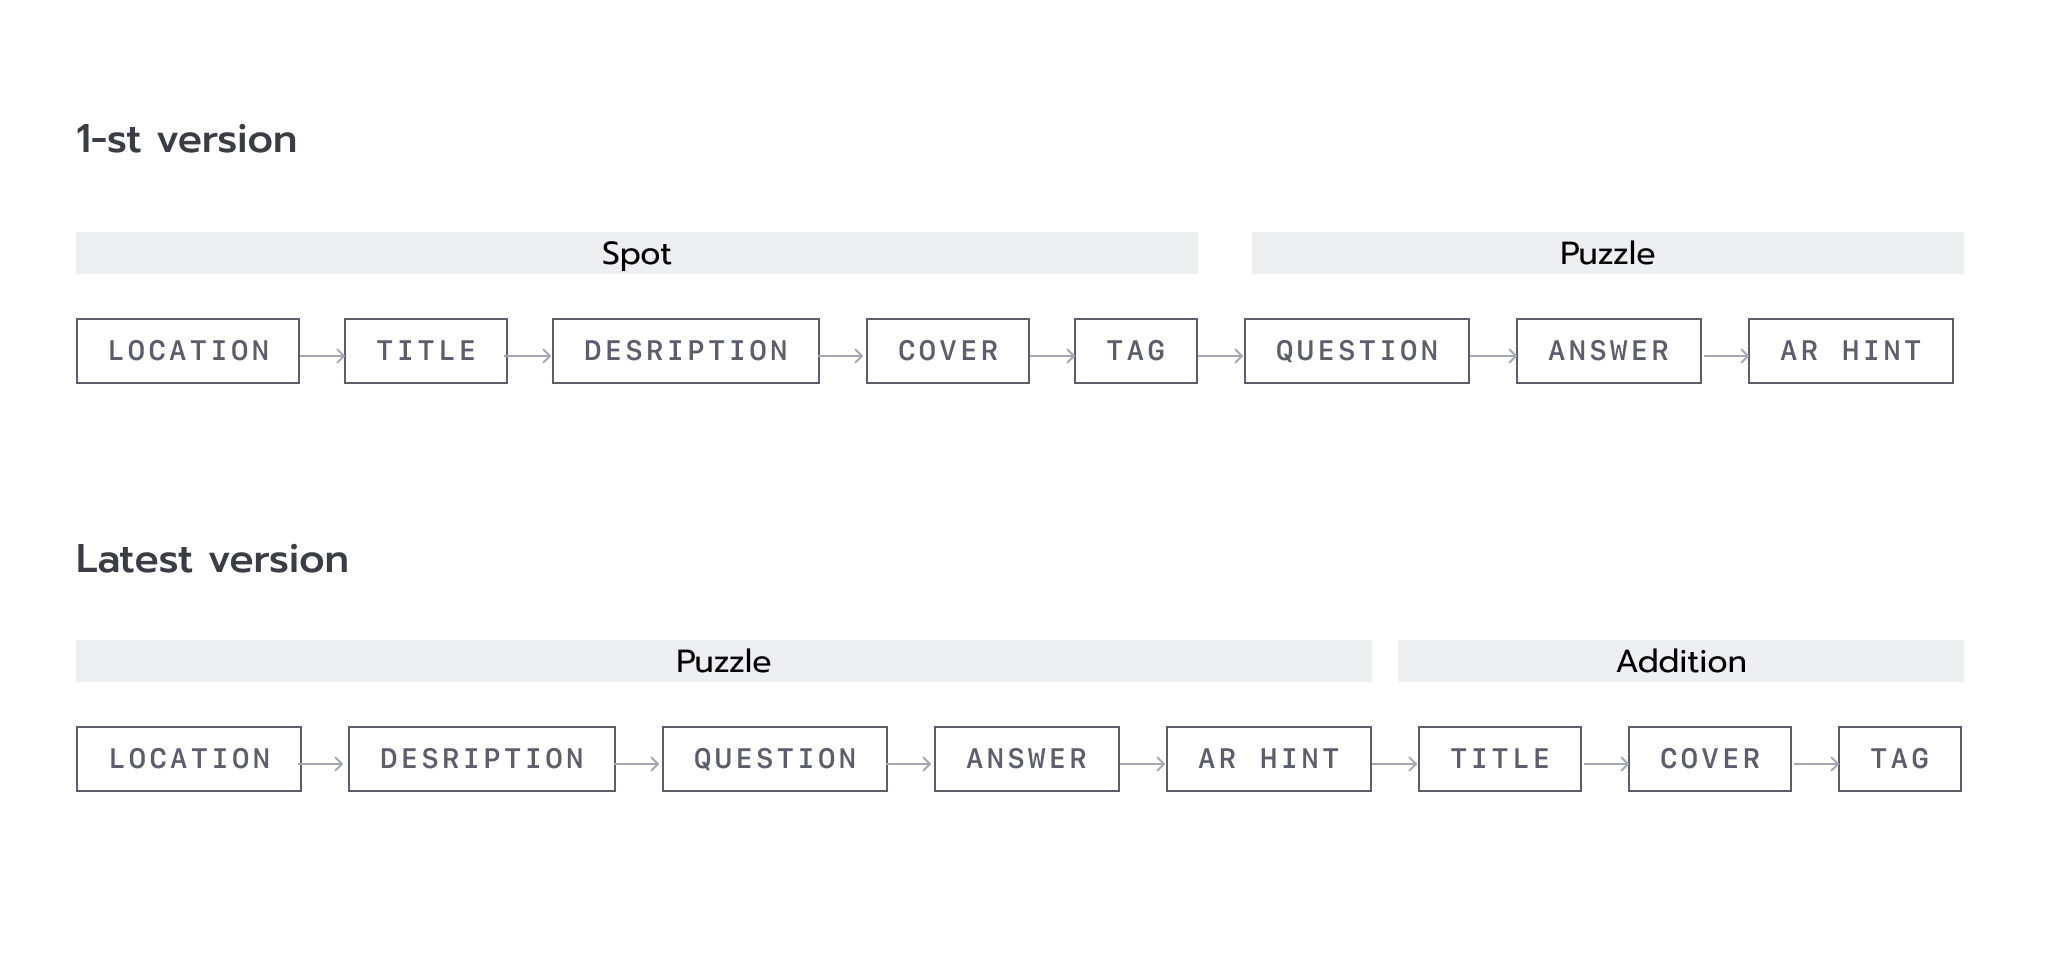 1-st version
Spot Puzzle
LOCATION TITLE DESRIPTION COVER TAG QUESTION ANSWER AR HINT
Latest version
Puzzle Addition
LOCATION DESRIPTION QUESTION ANSWER AR HINT TITLE COVER TAG